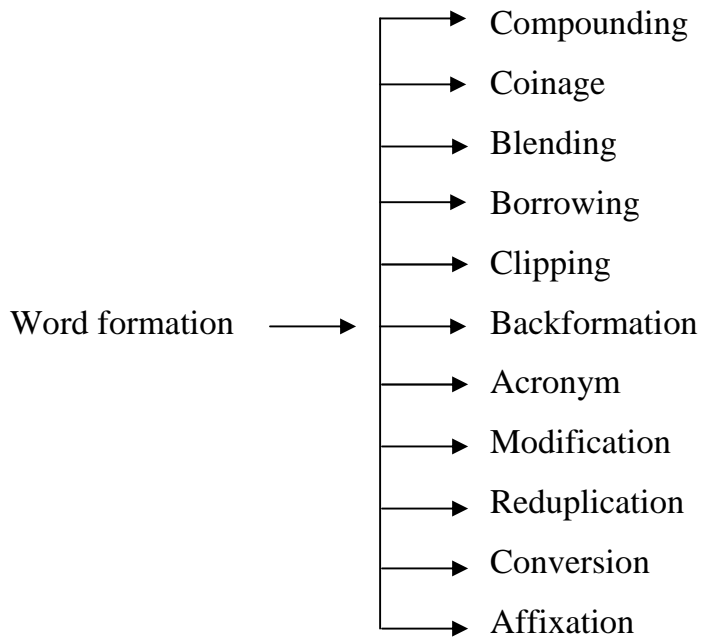 Compounding
Coinage
Blending
Borrowing
Clipping
Word formation
Backformation
Acronym
Modification
Reduplication
Conversion
Affixation